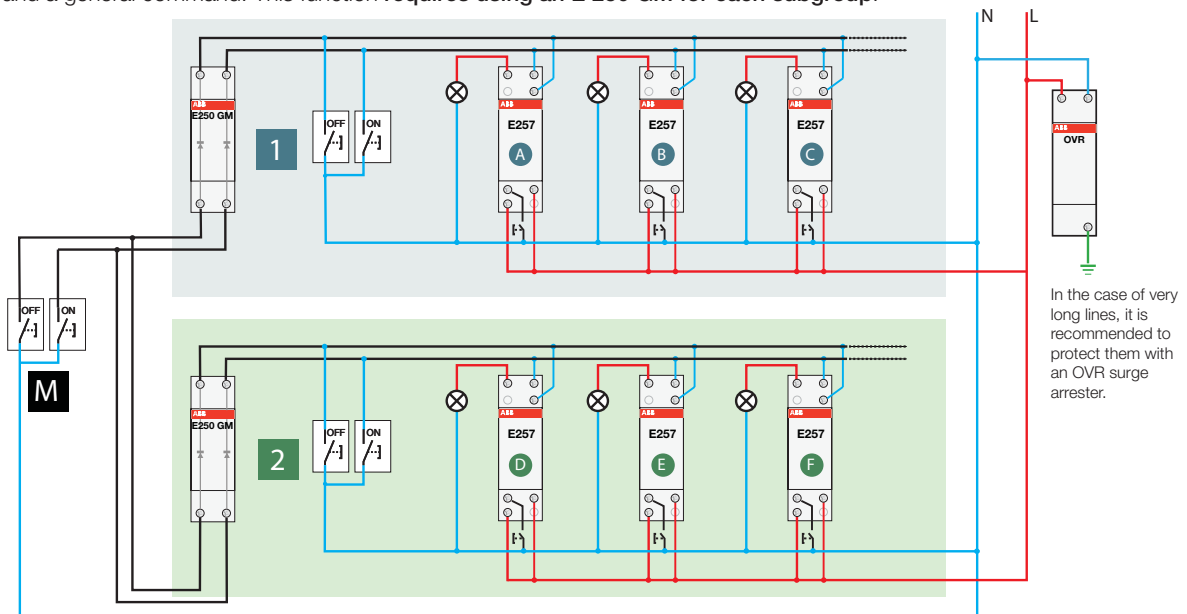 and a general command. This function requires using an E 250 GM for each subgroup.
N L
ABB
E250 GM
1
OFF ON
ABB
E257
A
ABB
E257
B
ABB
E257
C
ABB
OVR
OFF ON
M
In the case of very
long lines, it is
recommended to
protect them with
an OVR surge
arrester.
ABB
E250 GM
2
OFF ON
ABB
E257
D
ABB
E257
E
ABB
E257
F